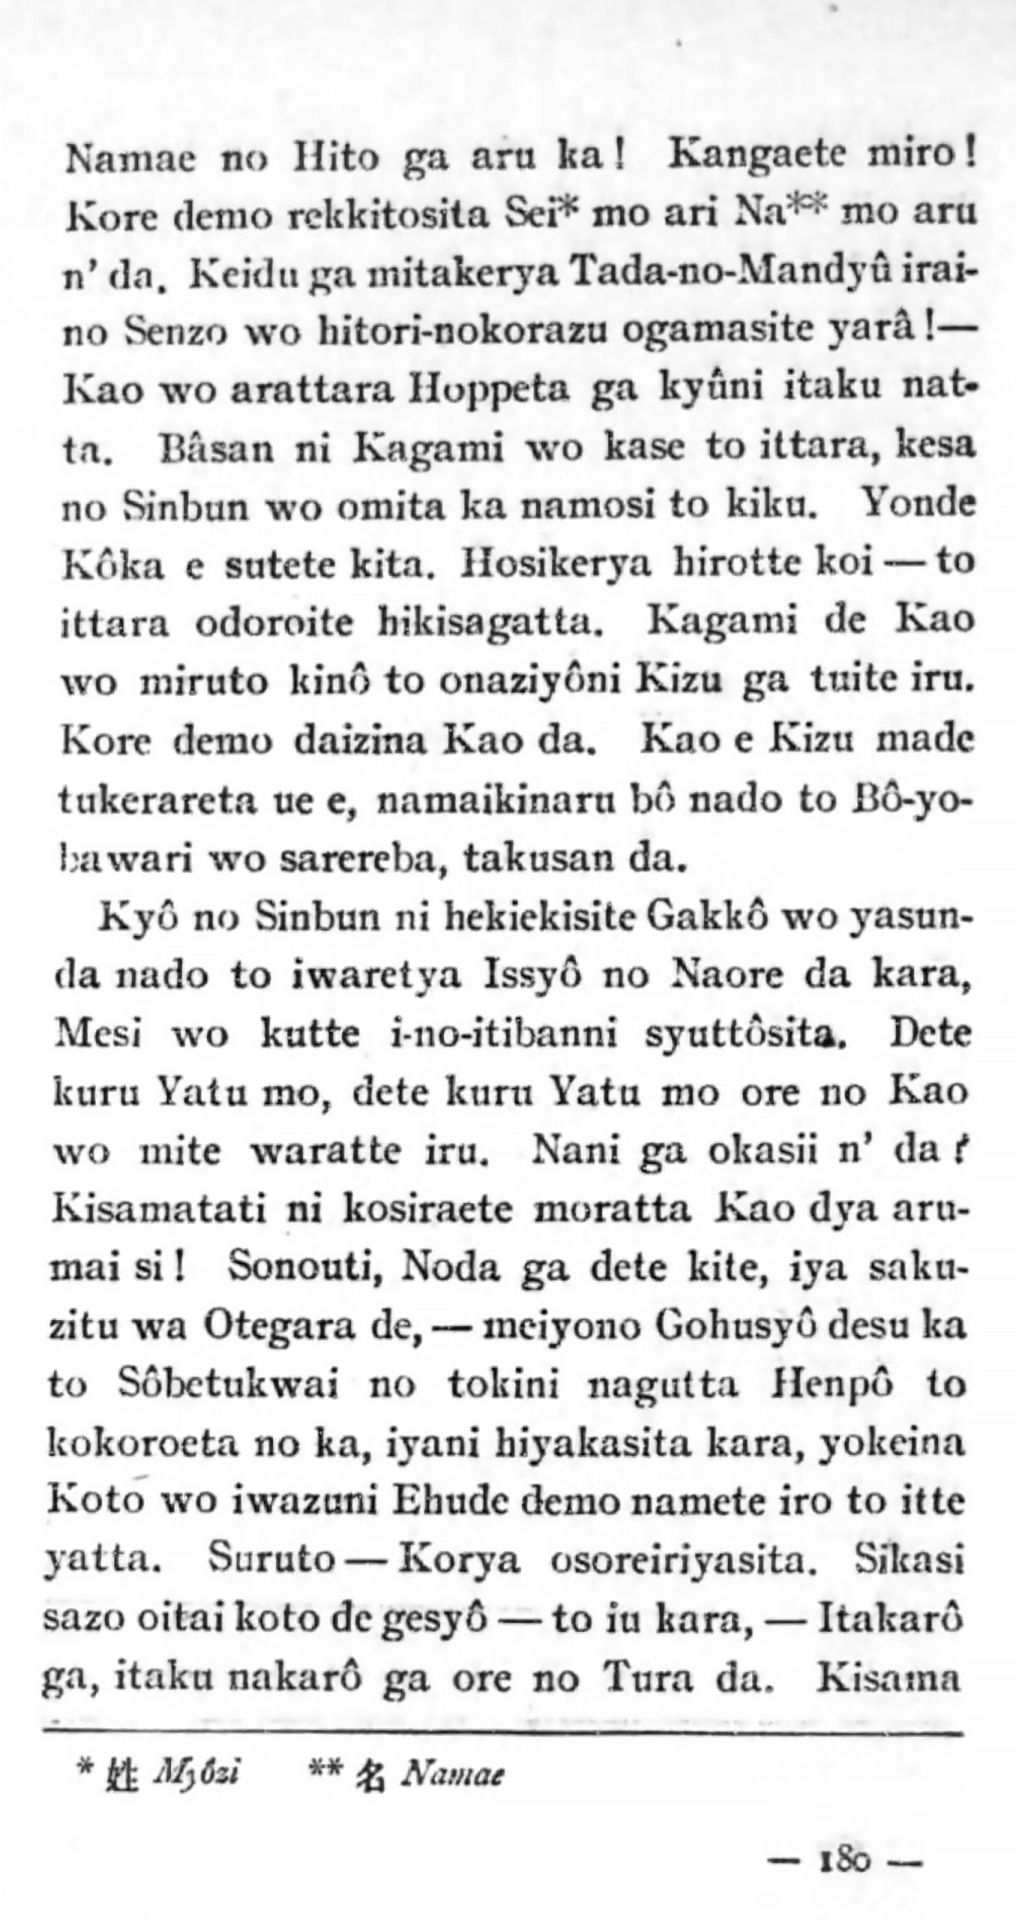 Namae no Hito ga aru ka! Kangaete miro!
Kore demo rekkitosita Sei* mo ari Na** mo aru
n' da. Keidu ga mitakerya Tada-no-Mandyû irai-
no Senzo wo hitori-nokorazu ogamasite yarâ!—
Kao wo arattara Hoppeta ga kyûni itaku nat-
ta. Bâsan ni Kagami wo kase to ittara, kesa
no Sinbun wo omita ka namosi to kiku. Yonde
Kôka e sutete kita. Hosikerya hirotte koi — to
ittara odoroite hikisagatta. Kagami de Kao
wo miruto kinô to onaziyôni Kizu ga tuite iru.
Kore demo daizina Kao da. Kao e Kizu made
tukerareta ue e, namaikinaru bô nado to Bô-yo-
bawari wo sarereba, takusan da.
Kyô no Sinbun ni hekiekisite Gakkô wo yasun-
da nado to iwaretya Issyô no Naore da kara,
Mesi wo kutte i-no-itibanni syuttôsita. Dete
kuru Yatu mo, dete kuru Yatu mo ore no Kao
wo mite waratte iru. Nani ga okasii n' da?
Kisamatati ni kosiraete moratta Kao dya aru-
mai si! Sonouti, Noda ga dete kite, iya saku-
zitu wa Otegara de, — meiyono Gohusyô desu ka
to Sôbetukwai no tokini nagutta Henpô to
kokoroeta no ka, iyani hiyakasita kara, yokeina
Koto wo iwazuni Ehude demo namete iro to itte
yatta. Suruto — Korya osoreiriyasita. Sikasi
sazo oitai koto de gesyô — to iu kara, — Itakarô
ga, itaku nakarô ga ore no Tura da. Kisama
* 姓 Myôzi ** 名 Namae
— 180 —